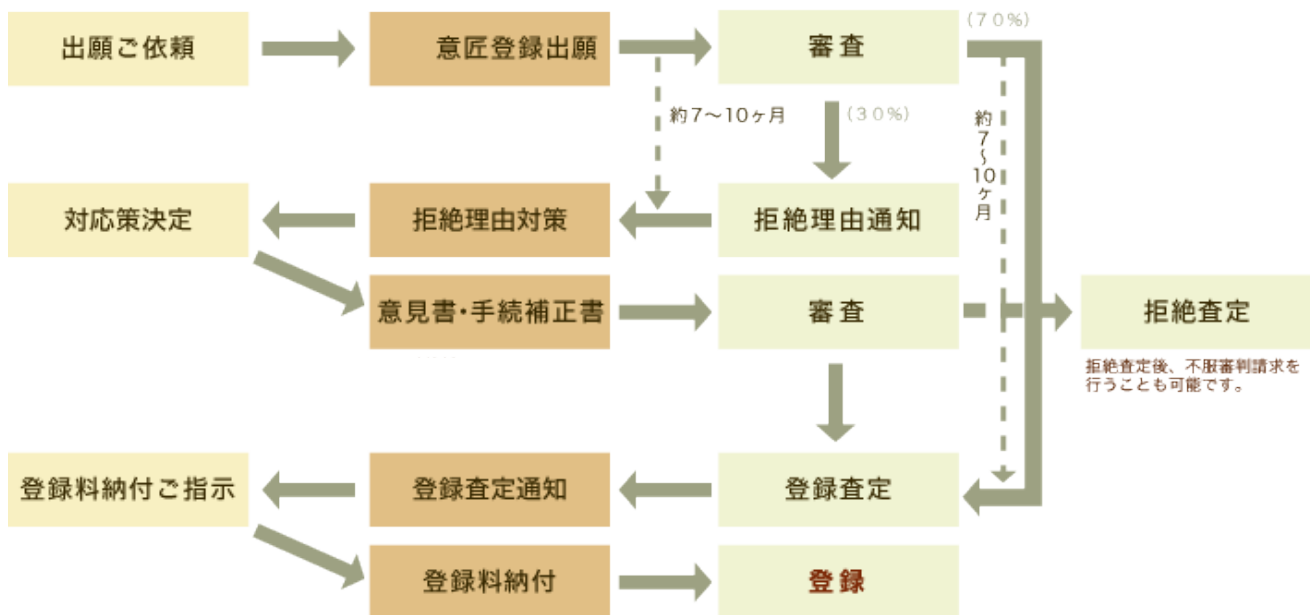 出願ご依頼
意匠登録出願
審査
(70%)
約7〜10ヶ月
(30%)
約7〜10ヶ月
対応策決定
拒絶理由対策
拒絶理由通知
意見書・手続補正書
審査
拒絶査定
拒絶査定後、不服審判請求を
行うことも可能です。
登録料納付ご指示
登録査定通知
登録査定
登録料納付
登録